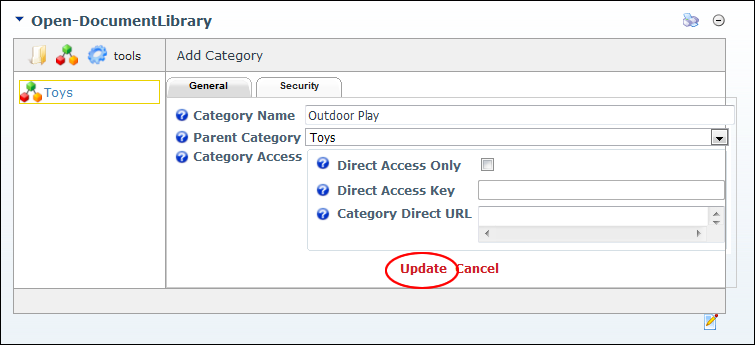 Open-DocumentLibrary
tools
Add Category
Toys
General
Security
Category Name
Outdoor Play
Parent Category
Toys
Category Access
Direct Access Only
Direct Access Key
Category Direct URL
Update Cancel